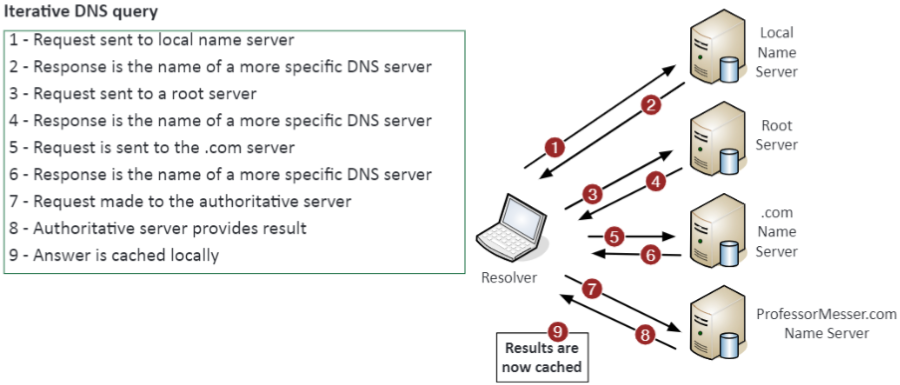 Iterative DNS query
1 - Request sent to local name server
2 - Response is the name of a more specific DNS server
3 - Request sent to a root server
4 - Response is the name of a more specific DNS server
5 - Request is sent to the .com server
6 - Response is the name of a more specific DNS server
7 - Request made to the authoritative server
8 - Authoritative server provides result
9 - Answer is cached locally
Local
Name
Server
2
1
Root
Server
4
3
.com
Name
Server
5
6
Resolver
7
8
ProfessorMesser.com
Name Server
9
Results are
now cached